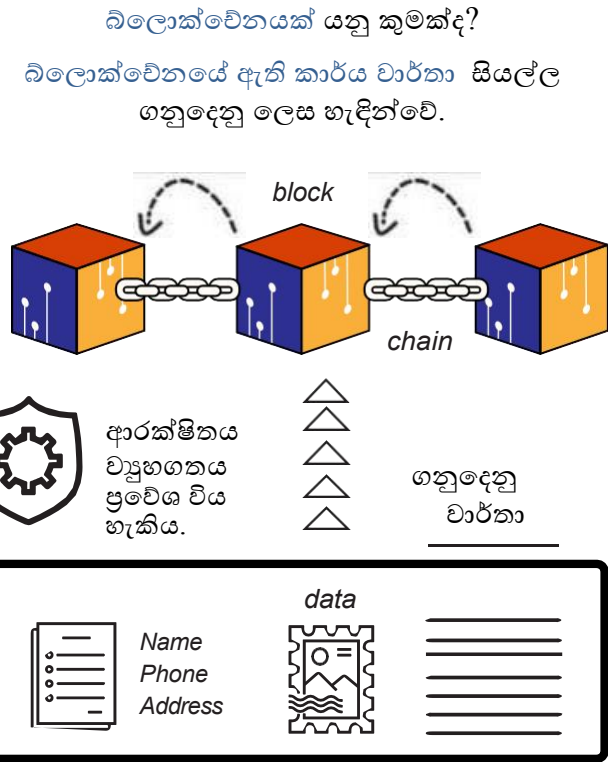 බ්ලොක්චේනයක් යනු කුමක්ද?
බ්ලොක්චේනයේ ඇති කාර්ය වාර්තා සියල්ල
ගනුදෙනු ලෙස හැඳින්වේ.
block
chain
ආරක්ෂිතය
ව්‍යුහගතය
ප්‍රවේශ විය
හැකිය.
ගනුදෙනු
වාර්තා
data
Name
Phone
Address